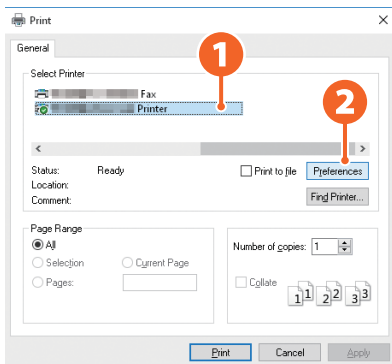 Print
General
Select Printer
1
Fax
Printer
2
Status: Ready
Print to file
Preferences
Location:
Comment:
Find Printer...
Page Range
All
Selection
Current Page
Pages:
Number of copies: 1
Collate
1 1 2 2 3 3
Print
Cancel
Apply